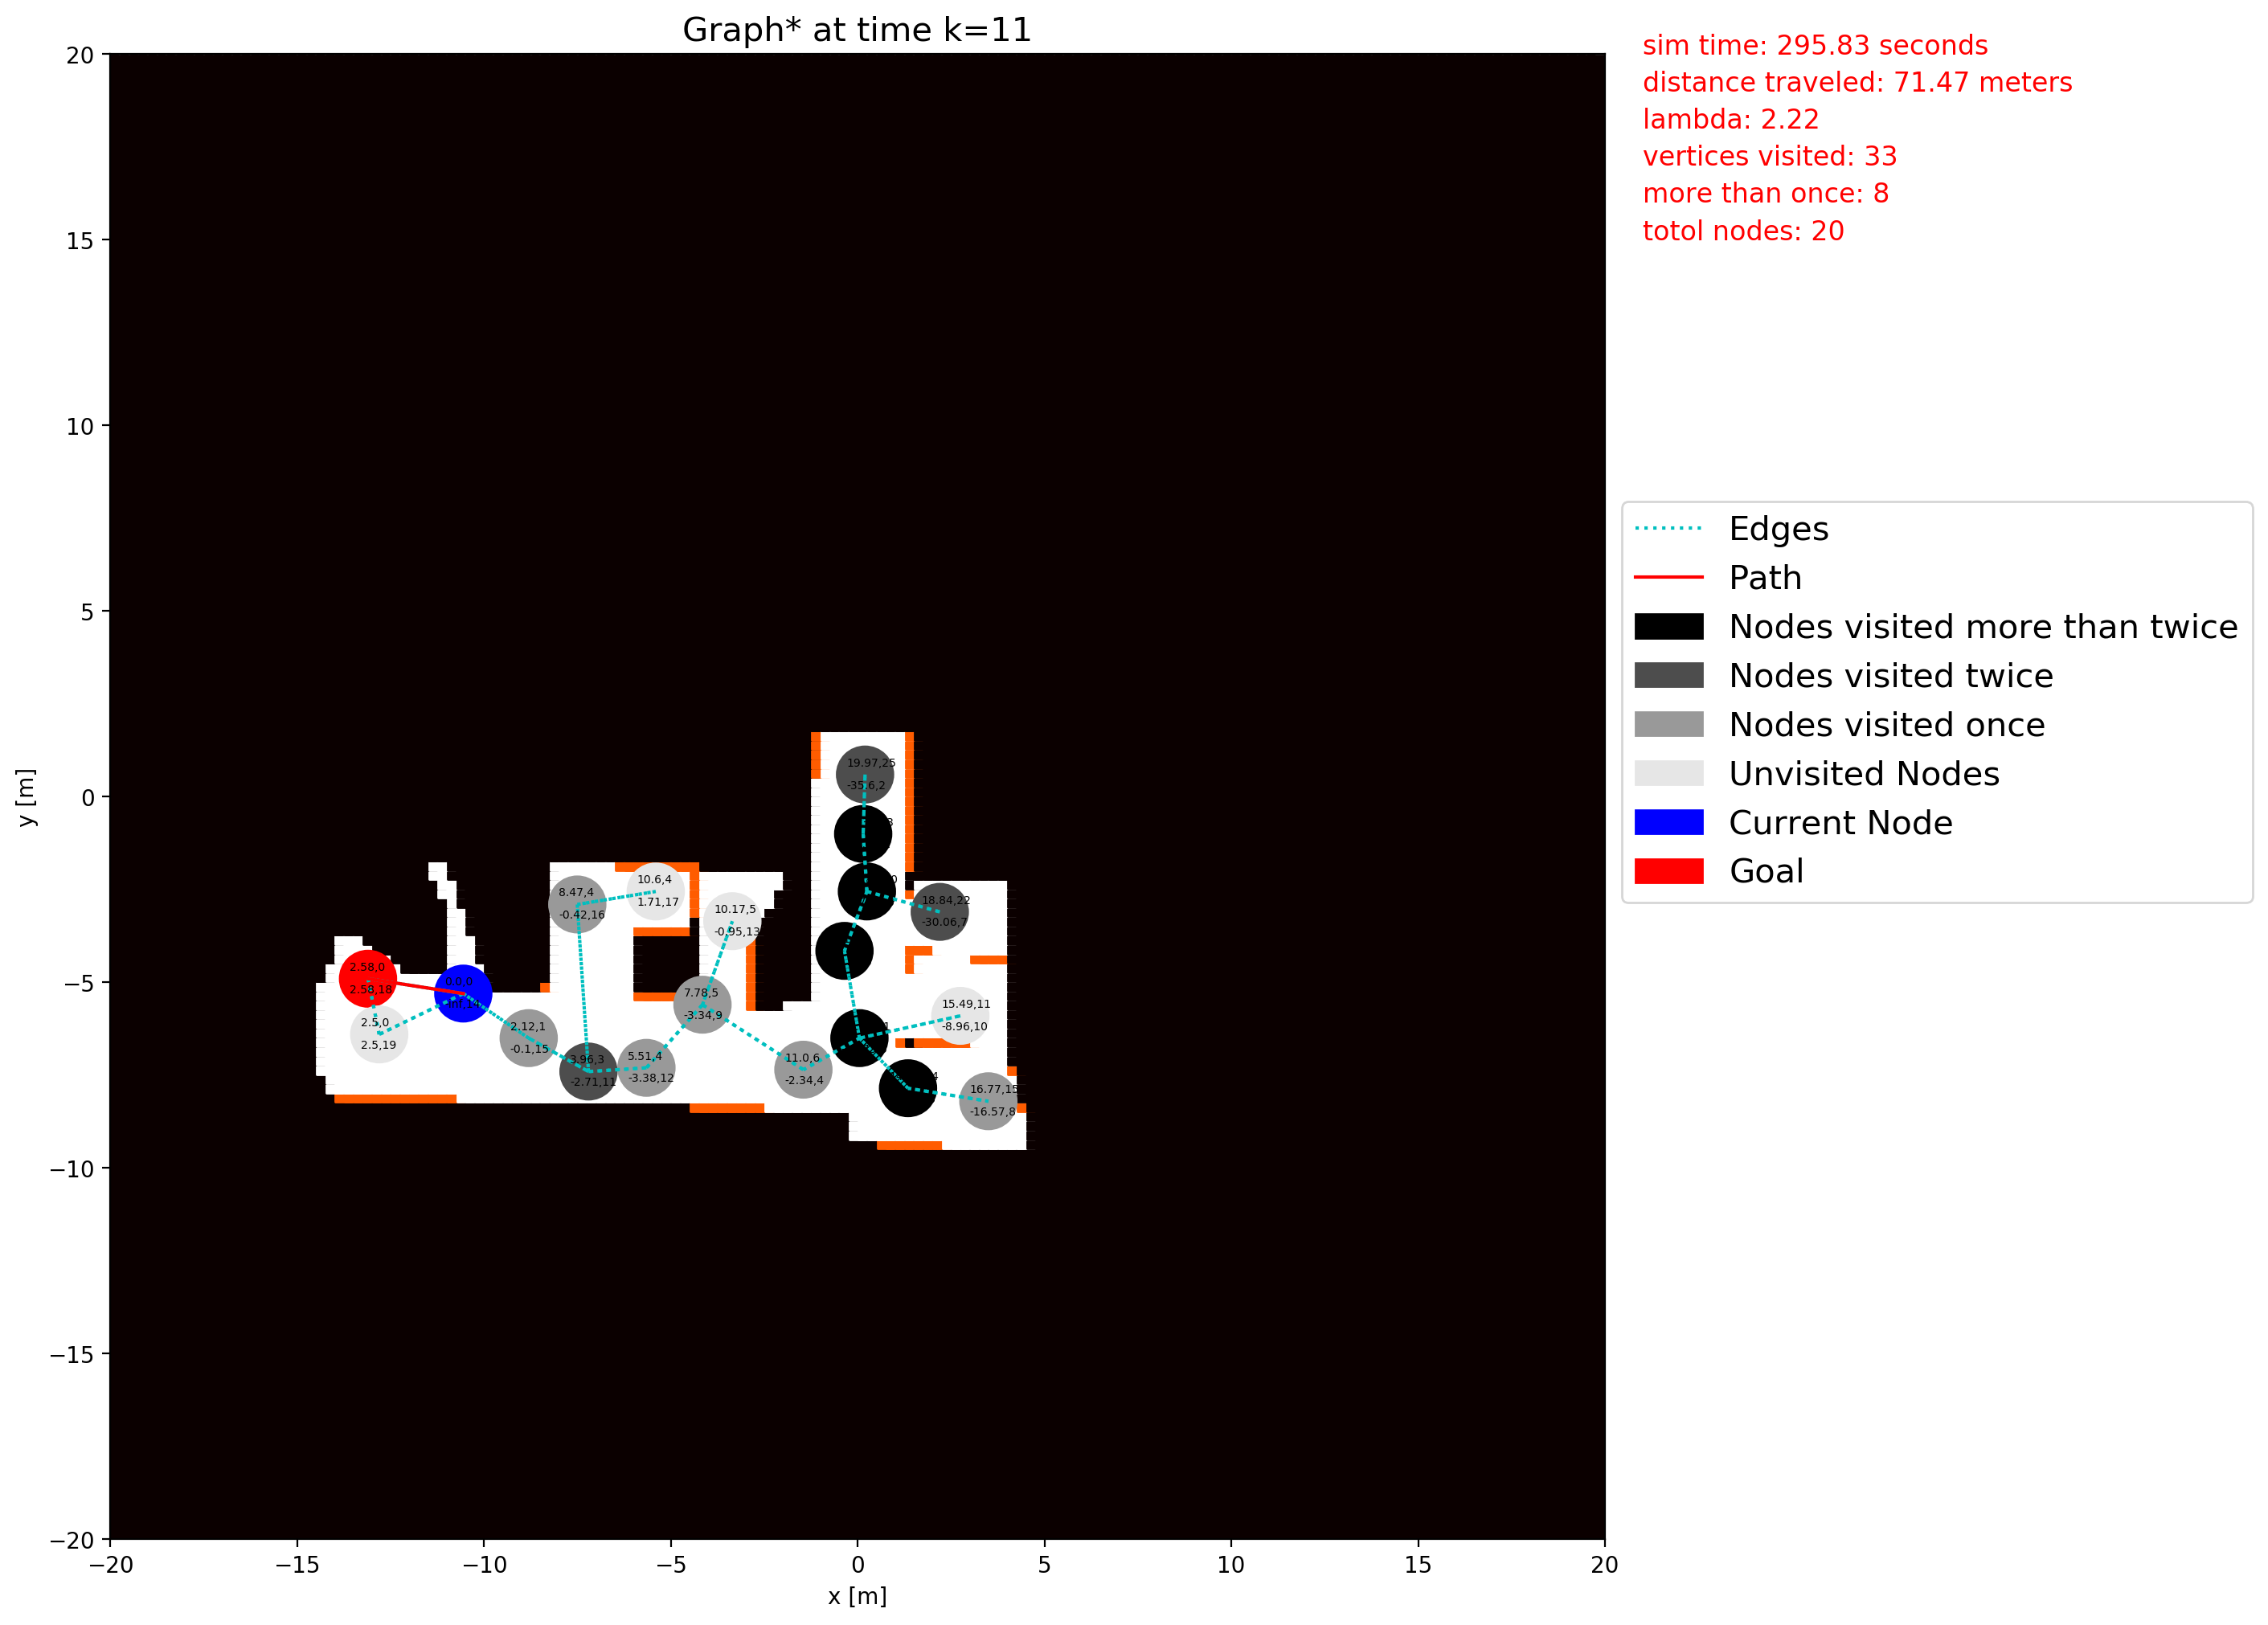 Graph* at time k=11
sim time: 295.83 seconds
distance traveled: 71.47 meters
lambda: 2.22
vertices visited: 33
more than once: 8
totol nodes: 20
Edges
Path
Nodes visited more than twice
Nodes visited twice
Nodes visited once
Unvisited Nodes
Current Node
Goal
20
15
10
5
0
−5
−10
−15
−20
y [m]
−20
−15
−10
−5
0
5
10
15
20
x [m]
19.97,25
-35.6,2
18.84,22
-30.06,7
8.47,4
-0.42,16
10.6,4
1.71,17
10.17,5
-0.95,13
2.58,0
2.58,18
0.0,0
2.5,0
2.5,19
2.12,1
-0.1,15
3.96,3
-2.71,11
5.51,4
-3.38,12
7.78,5
-3.34,9
11.0,6
-2.34,4
15.49,11
-8.96,10
16.77,15
-16.57,8